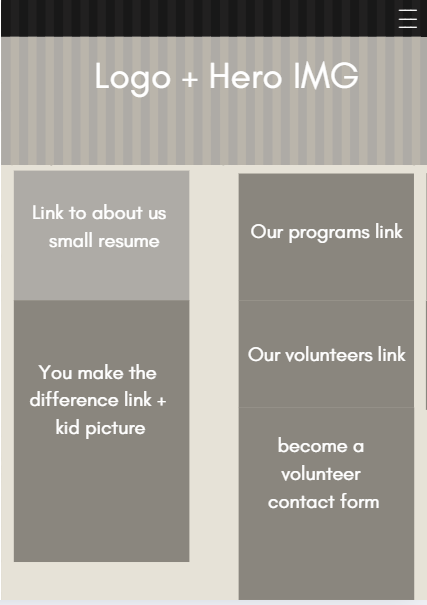 Logo + Hero IMG
Link to about us
small resume
You make the
difference link +
kid picture
Our programs link
Our volunteers link
become a
volunteer
contact form